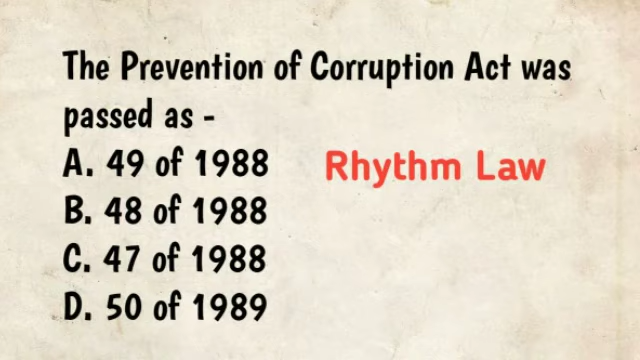 The Prevention of Corruption Act was
passed as -
A. 49 of 1988
Rhythm Law
B. 48 of 1988
C. 47 of 1988
D. 50 of 1989